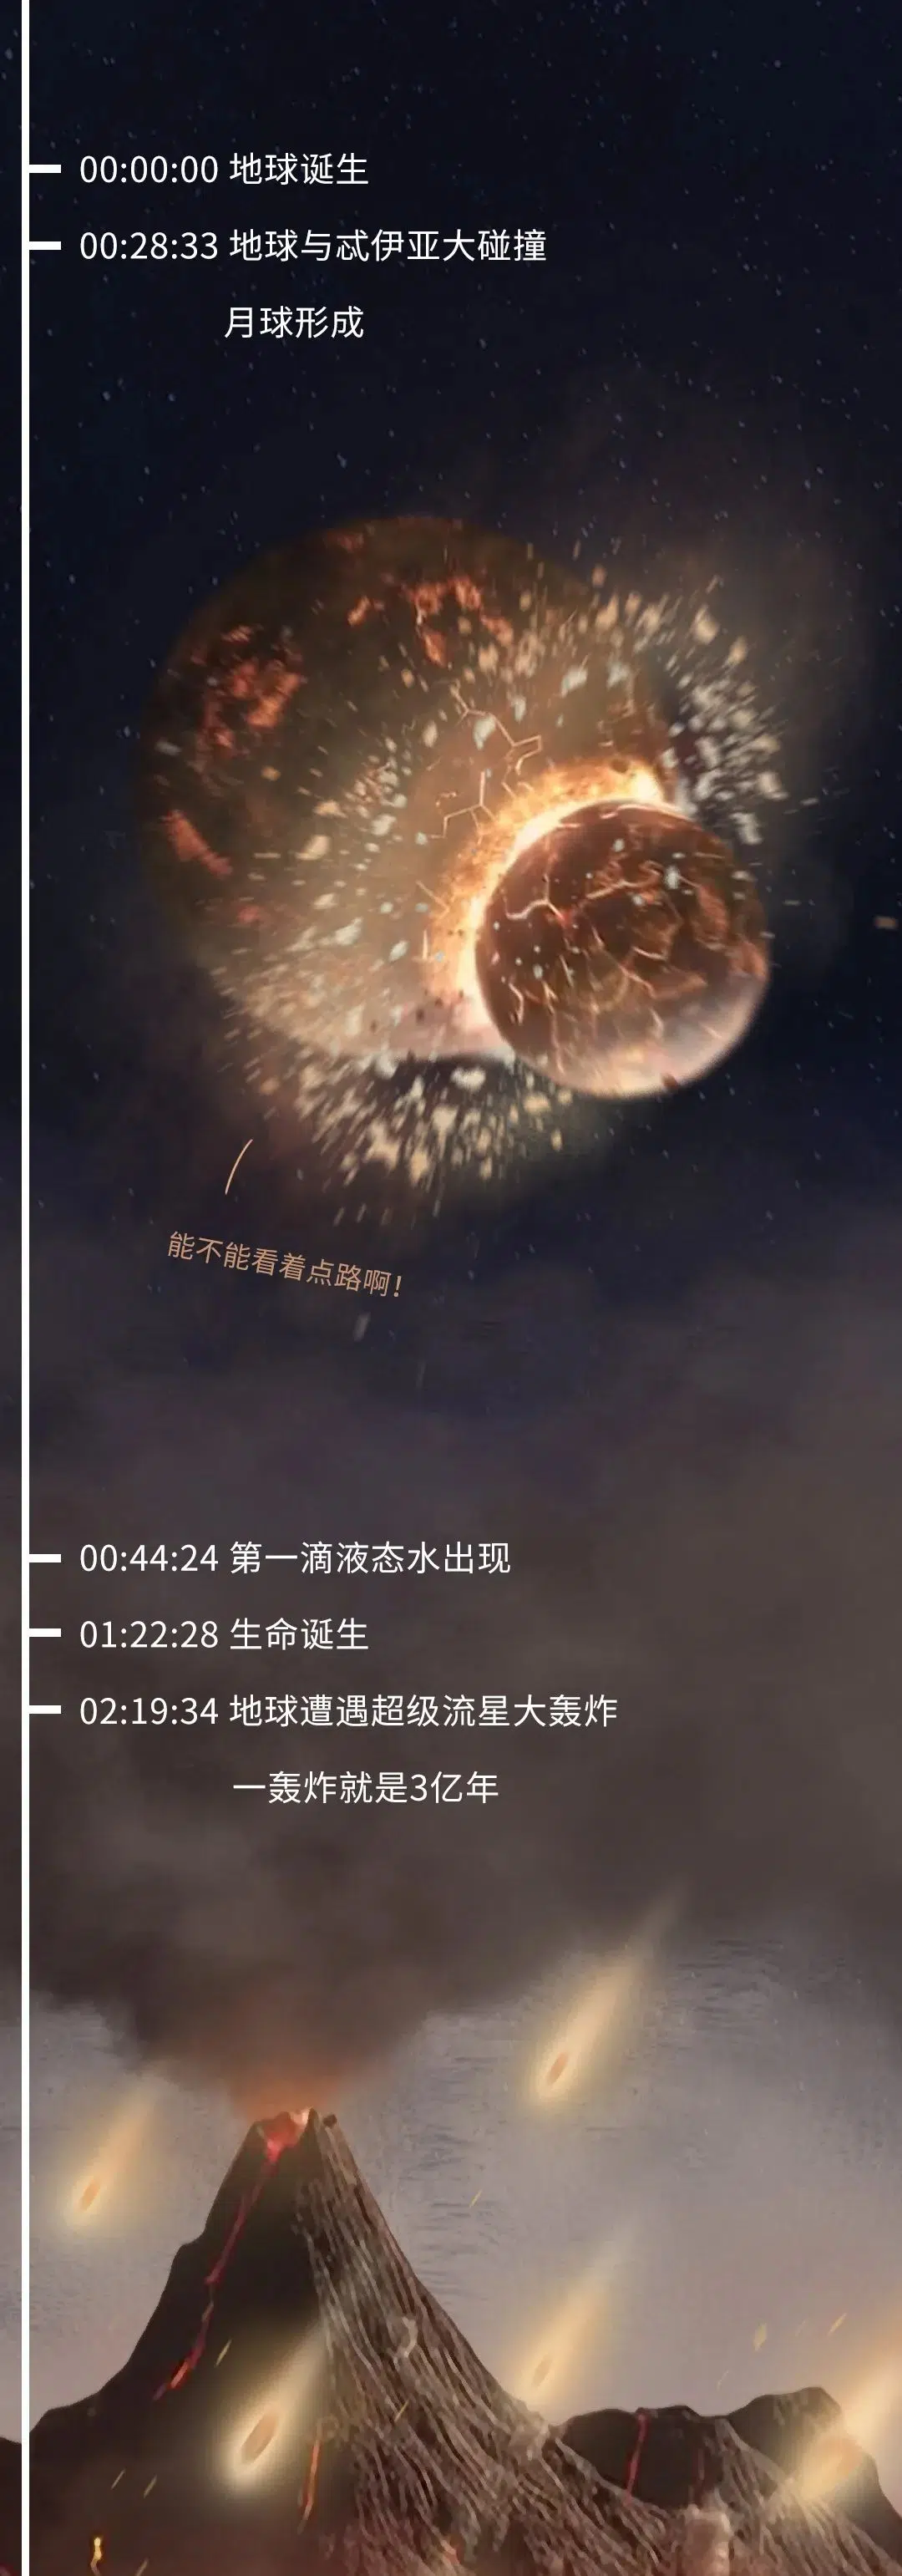 00:00:00 地球诞生
00:28:33 地球与忒伊亚大碰撞
月球形成
能不能看着点路啊！
00:44:24 第一滴液态水出现
01:22:28 生命诞生
02:19:34 地球遭遇超级流星大轰炸
一轰炸就是3亿年